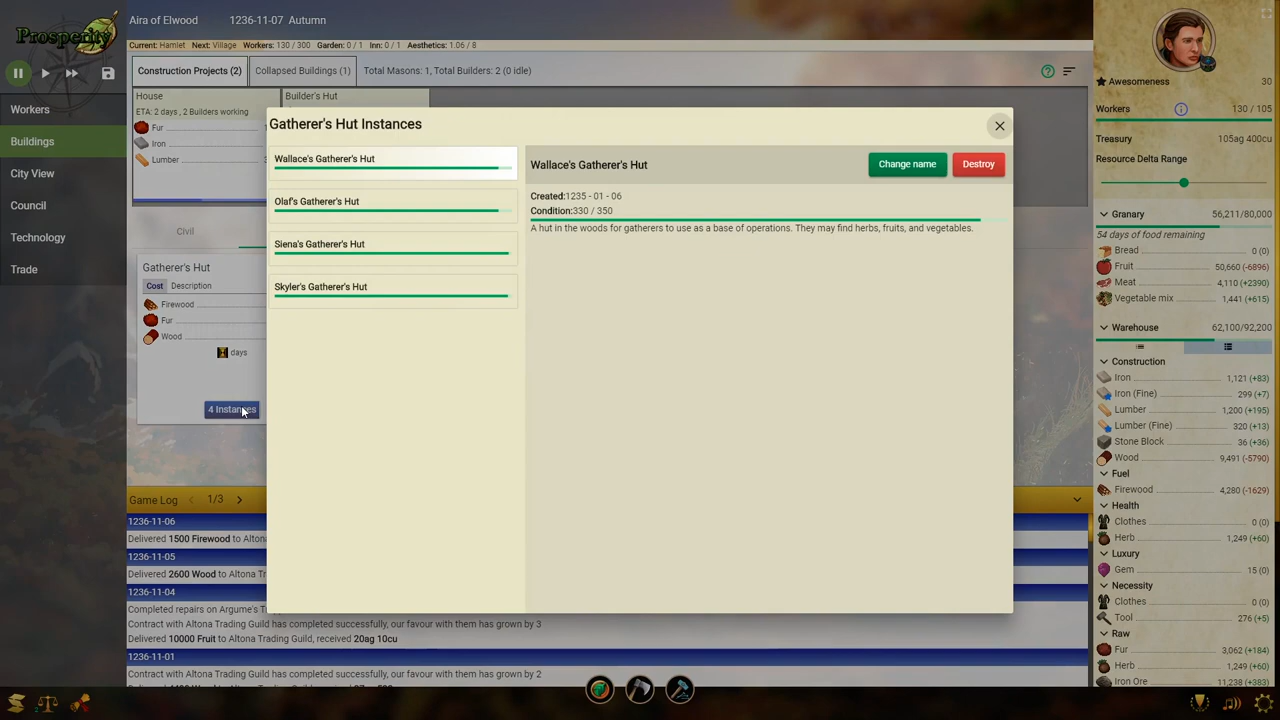 Prosperity
Aira of Elwood
1236-11-07 Autumn
Current: Hamlet Next: Village Workers: 130 / 300 Garden: 0 / 1 Inn: 0 / 1 Aesthetics: 1.06 / 8
Construction Projects (2)
Collapsed Buildings (1)
Total Masons: 1, Total Builders: 2 (0 idle)
Workers
Buildings
City View
Council
Technology
Trade
House
ETA: 2 days , 2 Builders working
Fur
Iron
Lumber
Builder's Hut
Civil
Gatherer's Hut
Cost Description
Firewood
Fur
Wood
days
4 Instances
Gatherer's Hut Instances
Wallace's Gatherer's Hut
Olaf's Gatherer's Hut
Siena's Gatherer's Hut
Skyler's Gatherer's Hut
Wallace's Gatherer's Hut
Change name
Destroy
Created:1235 - 01 - 06
Condition:330 / 350
A hut in the woods for gatherers to use as a base of operations. They may find herbs, fruits, and vegetables.
Game Log
1/3
1236-11-06
Delivered 1500 Firewood to Altona
1236-11-05
Delivered 2600 Wood to Altona Tr
1236-11-04
Completed repairs on Argume's T
Contract with Altona Trading Guild has completed successfully, our favour with them has grown by 3
Delivered 10000 Fruit to Altona Trading Guild, received 20ag 10cu
1236-11-01
Contract with Altona Trading Guild has completed successfully, our favour with them has grown by 2
Awesomeness 30
Workers 130 / 105
Treasury 105ag 400cu
Resource Delta Range
Granary 56,211/80,000
54 days of food remaining
Bread 0 (0)
Fruit 50,660 (-6896)
Meat 4,110 (+2390)
Vegetable mix 1,441 (+615)
Warehouse 62,100/92,200
Construction
Iron 1,121 (+83)
Iron (Fine) 299 (+7)
Lumber 1,200 (+195)
Lumber (Fine) 320 (+13)
Stone Block 36 (+36)
Wood 9,491 (-5790)
Fuel
Firewood 4,280 (-1629)
Health
Clothes 0 (0)
Herb 1,249 (+60)
Luxury
Gem 15 (0)
Necessity
Clothes 0 (0)
Tool 276 (+5)
Raw
Fur 3,062 (+184)
Herb 1,249 (+60)
Iron Ore 11,238 (+383)